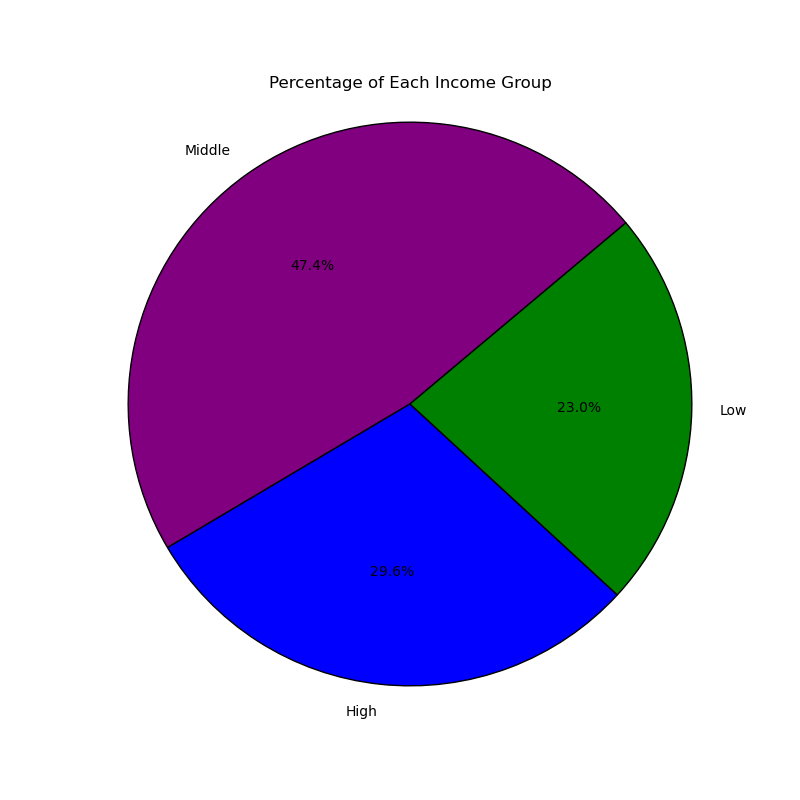 Percentage of Each Income Group
Middle
47.4%
23.0%
Low
29.6%
High